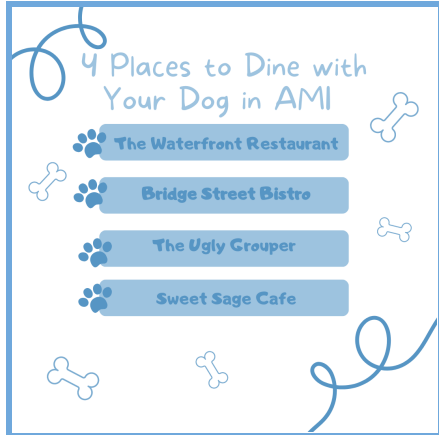 4 Places to Dine with
Your Dog in AMI
The Waterfront Restaurant
Bridge Street Bistro
The Ugly Grouper
Sweet Sage Cafe